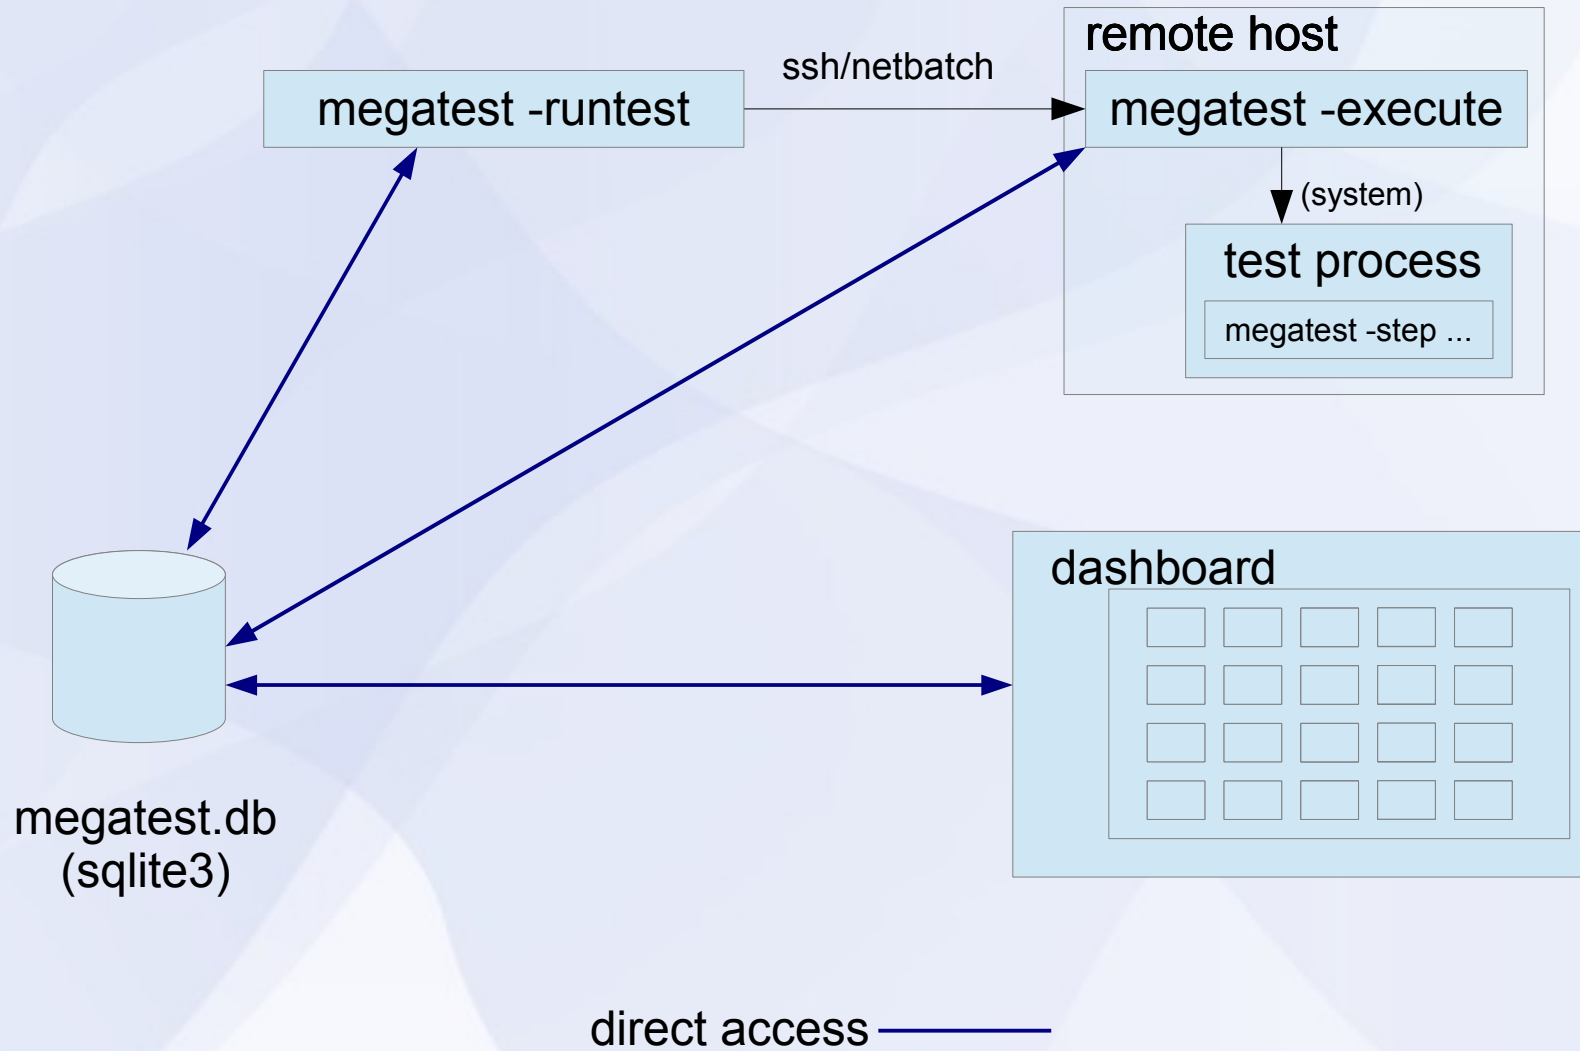 remote host
ssh/netbatch
megatest -runtest
megatest -execute
(system)
test process
megatest -step ...
dashboard
megatest.db
(sqlite3)
direct access